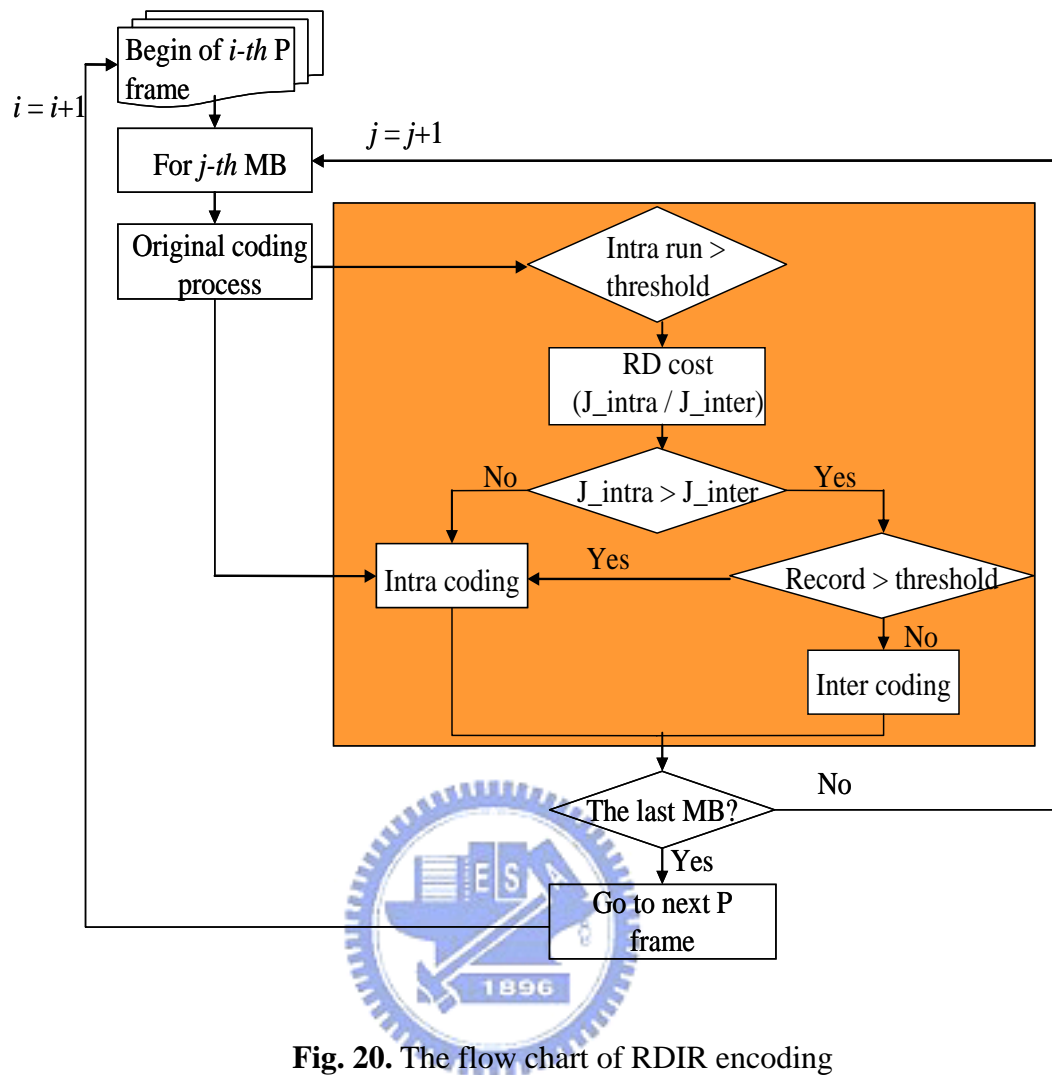 Begin of i-th P
frame
i = i+1
For j-th MB
j = j+1
Original coding
process
Intra run >
threshold
RD cost
(J_intra / J_inter)
No
J_intra > J_inter
Yes
Intra coding
Yes
Record > threshold
No
Inter coding
The last MB?
No
Yes
Go to next P
frame
E S A
1896
Fig. 20. The flow chart of RDIR encoding